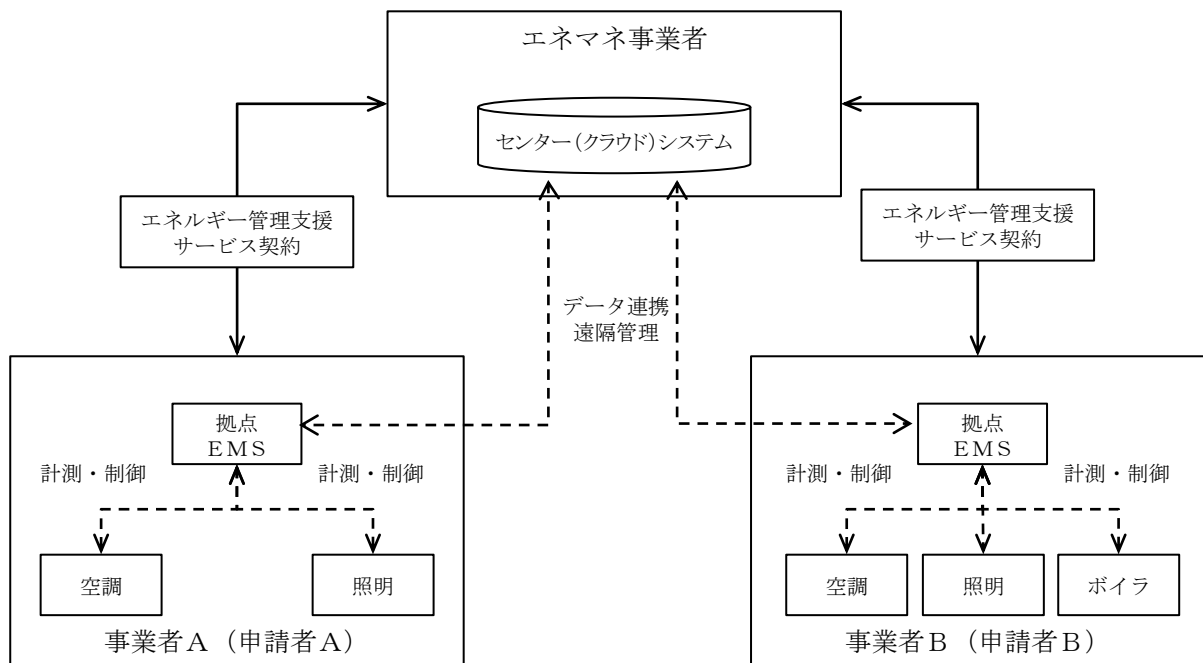 エネマネ事業者
センター(クラウド)システム
エネルギー管理支援
サービス契約
エネルギー管理支援
サービス契約
データ連携
遠隔管理
拠点
EMS
計測・制御
計測・制御
空調
照明
事業者A(申請者A)
拠点
EMS
計測・制御
計測・制御
空調
照明
ボイラ
事業者B(申請者B)